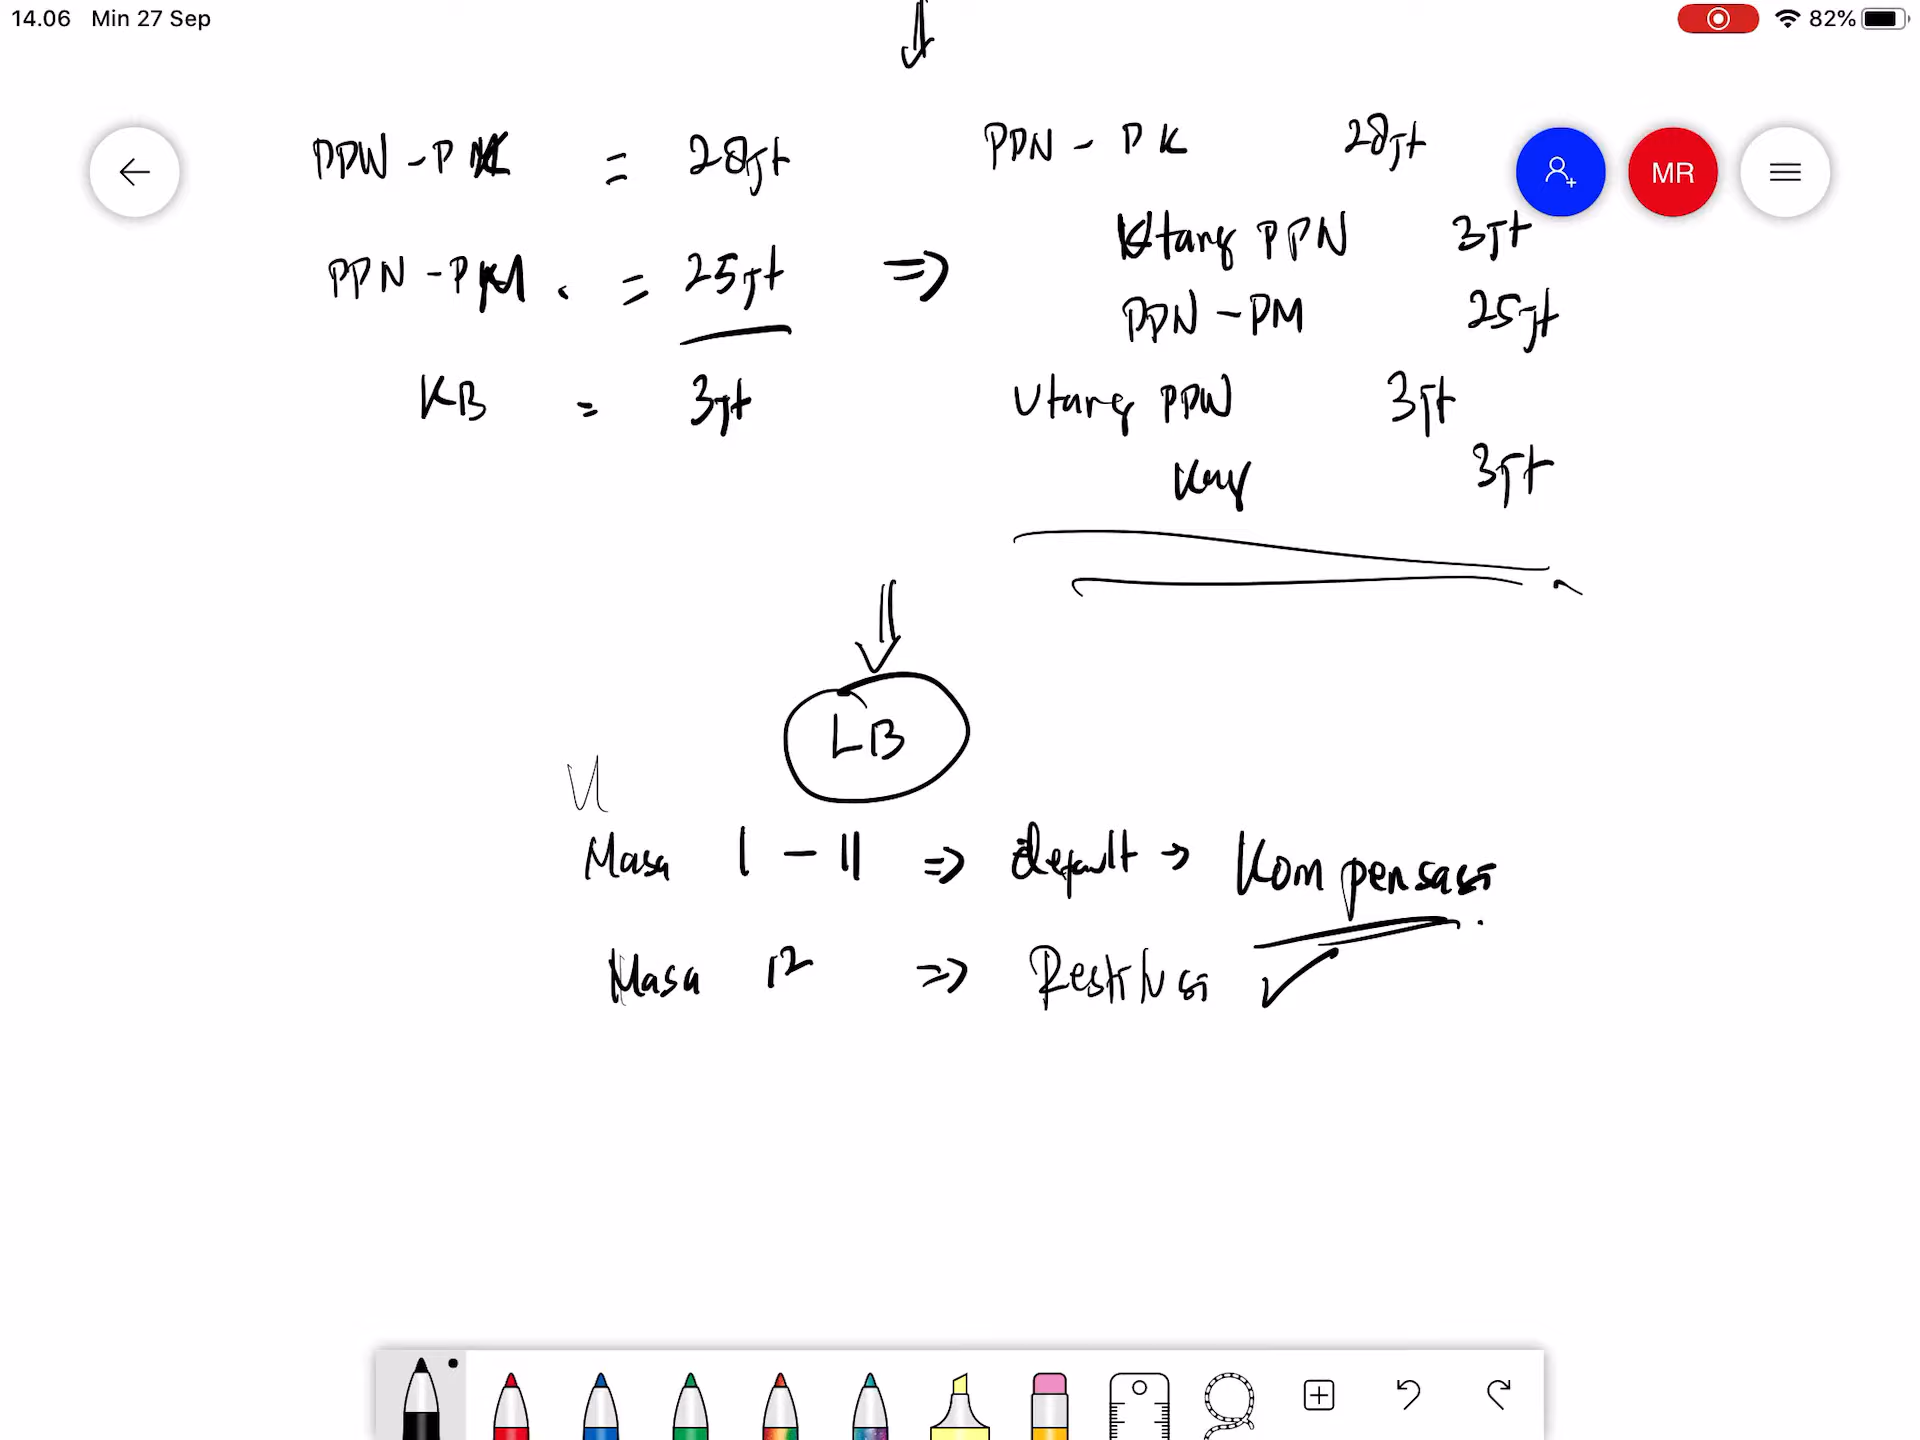 14.06 Min 27 Sep 82%
PPN - PK = 28jt
PPN - PM = 25jt =>
KB = 3jt
PPN - PK 28jt
Utang PPN 3jt
PPN - PM 25jt
Utang PPN 3jt
Kas 3jt
MR
LB
Masa 1 - 11 => default → Kompensasi
Masa 12 => Restitusi ✓